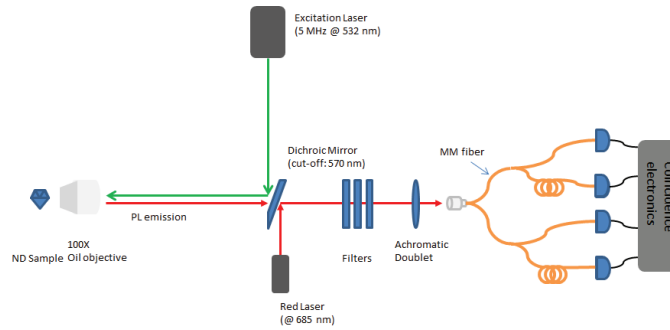 Excitation Laser
(5 MHz @ 532 nm)
Dichroic Mirror
(cut-off: 570 nm)
MM fiber
Coincidence
electronics
PL emission
100X
ND Sample Oil objective
Filters
Achromatic
Doublet
Red Laser
(@ 685 nm)